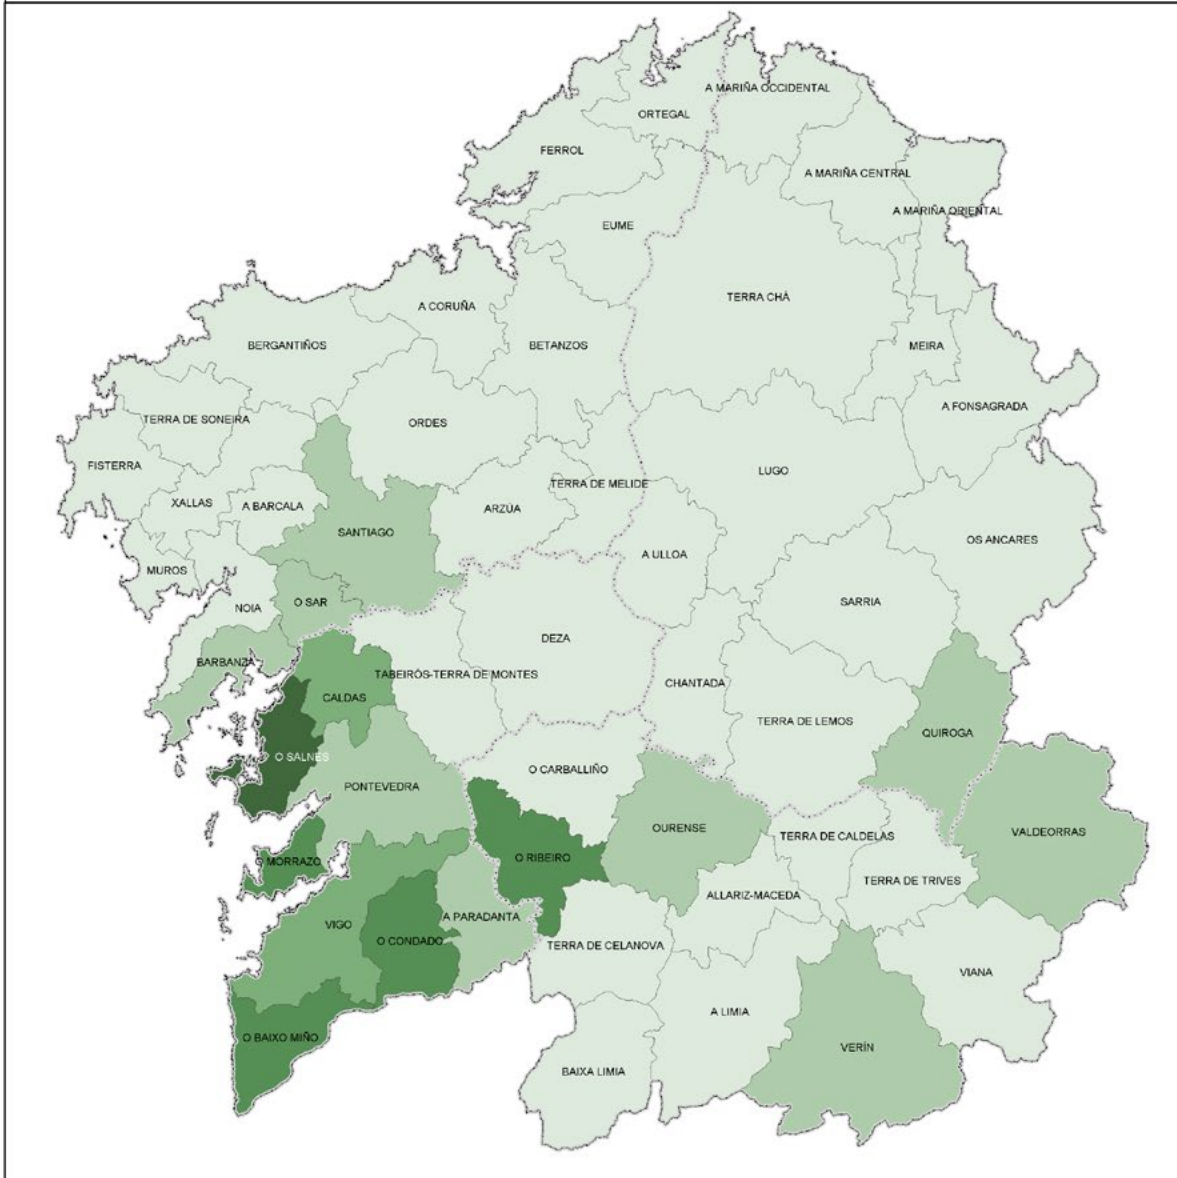 A MARIÑA OCCIDENTAL
ORTEGAL
FERROL
A MARIÑA CENTRAL
A MARIÑA ORIENTAL
EUME
TERRA CHÁ
A CORUÑA
BERGANTIÑOS
BETANZOS
MEIRA
A FONSAGRADA
TERRA DE SONEIRA
ORDES
FISTERRA
LUGO
TERRA DE MELIDE
XALLAS
A BARCALA
ARZÚA
SANTIAGO
OS ANCARES
A ULLOA
MUROS
O SAR
SARRIA
NOIA
DEZA
BARBANZA
TABEIRÓS-TERRA DE MONTES
CHANTADA
CALDAS
TERRA DE LEMOS
QUIROGA
O SALNÉS
O CARBALLIÑO
PONTEVEDRA
OURENSE
VALDEORRAS
TERRA DE CALDELAS
O MORRAZO
O RIBEIRO
TERRA DE TRIVES
ALLARIZ-MACEDA
A PARADANTA
VIGO
O CONDADO
TERRA DE CELANOVA
VIANA
A LIMIA
O BAIXO MIÑO
VERÍN
BAIXA LIMIA